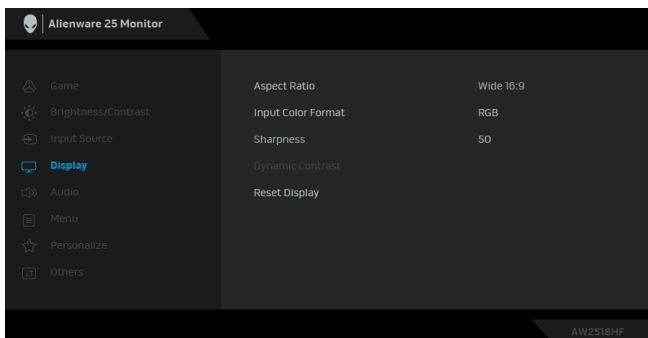 Alienware 25 Monitor
Game
Brightness/Contrast
Input Source
Display
Audio
Menu
Personalize
Others
Aspect Ratio Wide 16:9
Input Color Format RGB
Sharpness 50
Dynamic Contrast
Reset Display
AW2518HF